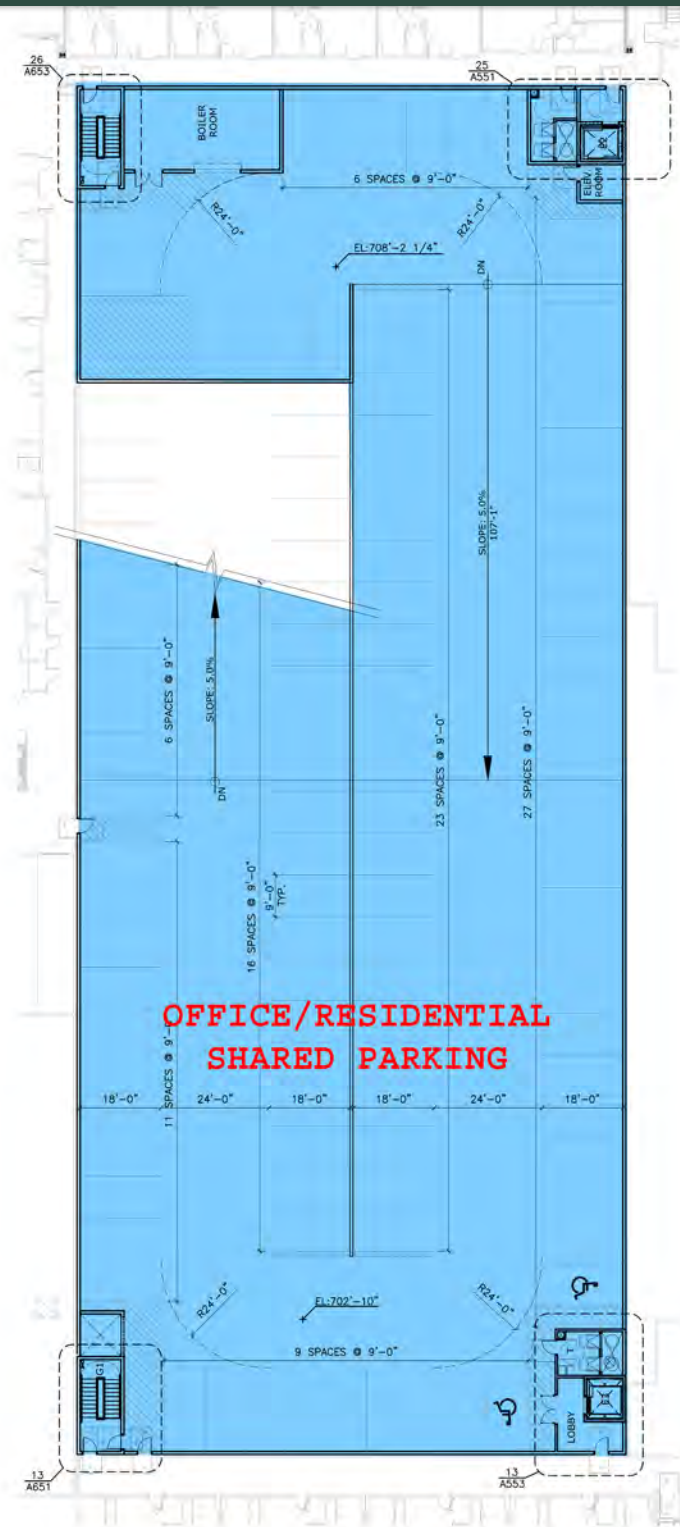 26
A653
25
A551
BOILER
ROOM
ELEV.
ROOM
6 SPACES @ 9'-0"
R24'-0"
R24'-0"
EL:708'-2 1/4"
DN
SLOPE: 5.0%
107'-1"
6 SPACES @ 9'-0"
SLOPE: 5.0%
DN
23 SPACES @ 9'-0"
27 SPACES @ 9'-0"
16 SPACES @ 9'-0"
9'-0"
TYP.
OFFICE/RESIDENTIAL
SHARED PARKING
11 SPACES @ 9'-0"
18'-0"
24'-0"
18'-0"
18'-0"
24'-0"
18'-0"
R24'-0"
EL:702'-10"
R24'-0"
9 SPACES @ 9'-0"
G1
LOBBY
13
A651
13
A553